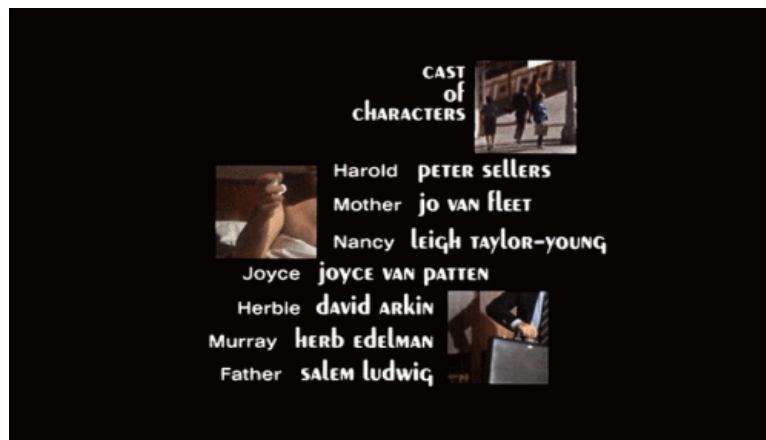 CAST
of
CHARACTERS
Harold PETER SELLERS
Mother JO VAN FLEET
Nancy LEIGH TAYLOR-YOUNG
Joyce JOYCE VAN PATTEN
Herbie DAVID ARKIN
Murray HERB EDELMAN
Father SALEM LUDWIG